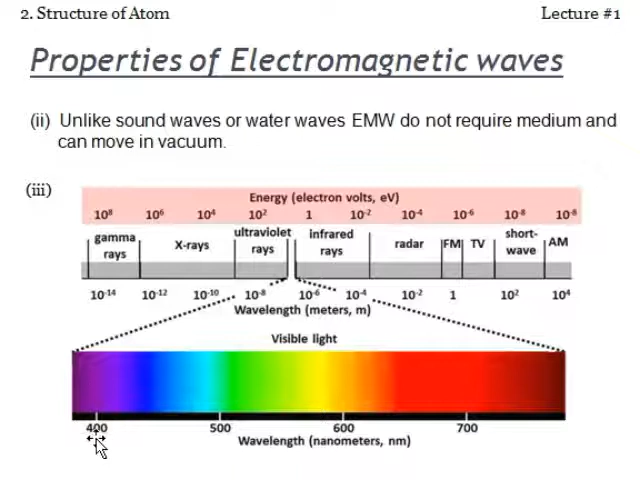 2. Structure of Atom
Lecture #1
Properties of Electromagnetic waves
(ii) Unlike sound waves or water waves EMW do not require medium and
can move in vacuum.
(iii)
Energy (electron volts, eV)
10⁸ 10⁶ 10⁴ 10² 1 10⁻² 10⁻⁴ 10⁻⁶ 10⁻⁸ 10⁻⁸
gamma rays
X-rays
ultraviolet rays
infrared rays
radar
FM
TV
short-wave
AM
10⁻¹⁴ 10⁻¹² 10⁻¹⁰ 10⁻⁸ 10⁻⁶ 10⁻⁴ 10⁻² 1 10² 10⁴
Wavelength (meters, m)
Visible light
400 500 600 700
Wavelength (nanometers, nm)